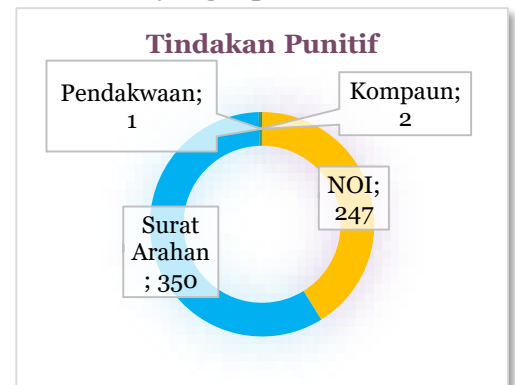 Tindakan Punitif
Pendakwaan;
1
Kompaun;
2
NOI;
247
Surat
Arahan
; 350